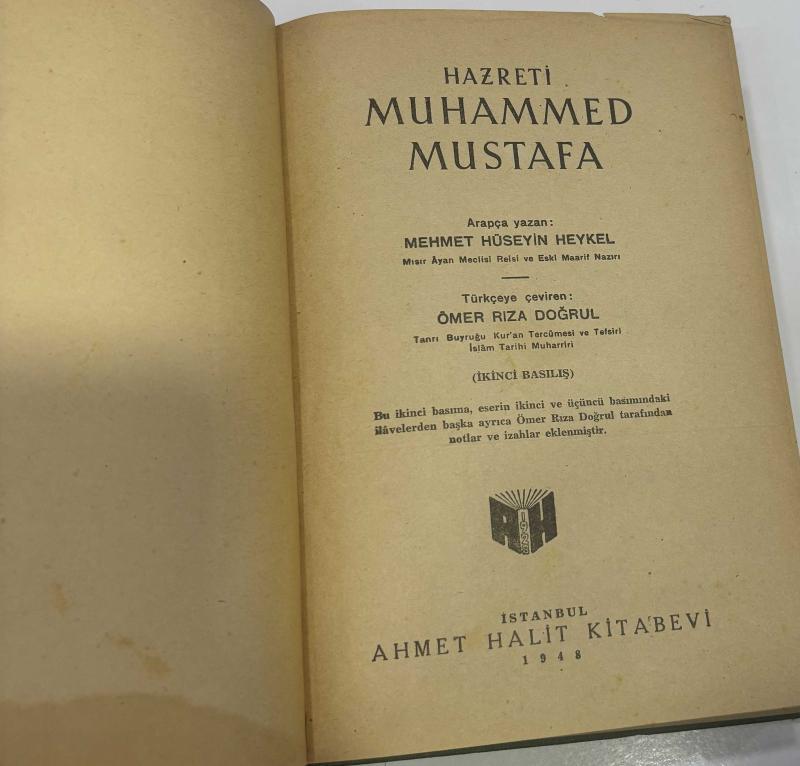 HAZRETİ
MUHAMMED
MUSTAFA
Arapça yazan:
MEHMET HÜSEYİN HEYKEL
Mısır Âyan Meclisi Reisi ve Eski Maarif Nazırı
Türkçeye çeviren:
ÖMER RIZA DOĞRUL
Tanrı Buyruğu Kur'an Tercümesi ve Tefsiri
İslâm Tarihi Muharriri
(İKİNCİ BASILIŞ)
Bu ikinci basıma, eserin ikinci ve üçüncü basımındaki
ilâvelerden başka ayrıca Ömer Rıza Doğrul tarafından
notlar ve izahlar eklenmiştir.
AH
1928
İSTANBUL
AHMET HALİT KİTABEVİ
1948